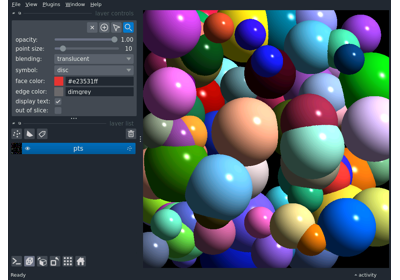 File View Plugins Window Help
layer controls
opacity: 1.00
point size: 10
blending: translucent
symbol: disc
face color: #e23531ff
edge color: dimgrey
display text:
out of slice:
layer list
pts
Ready
activity